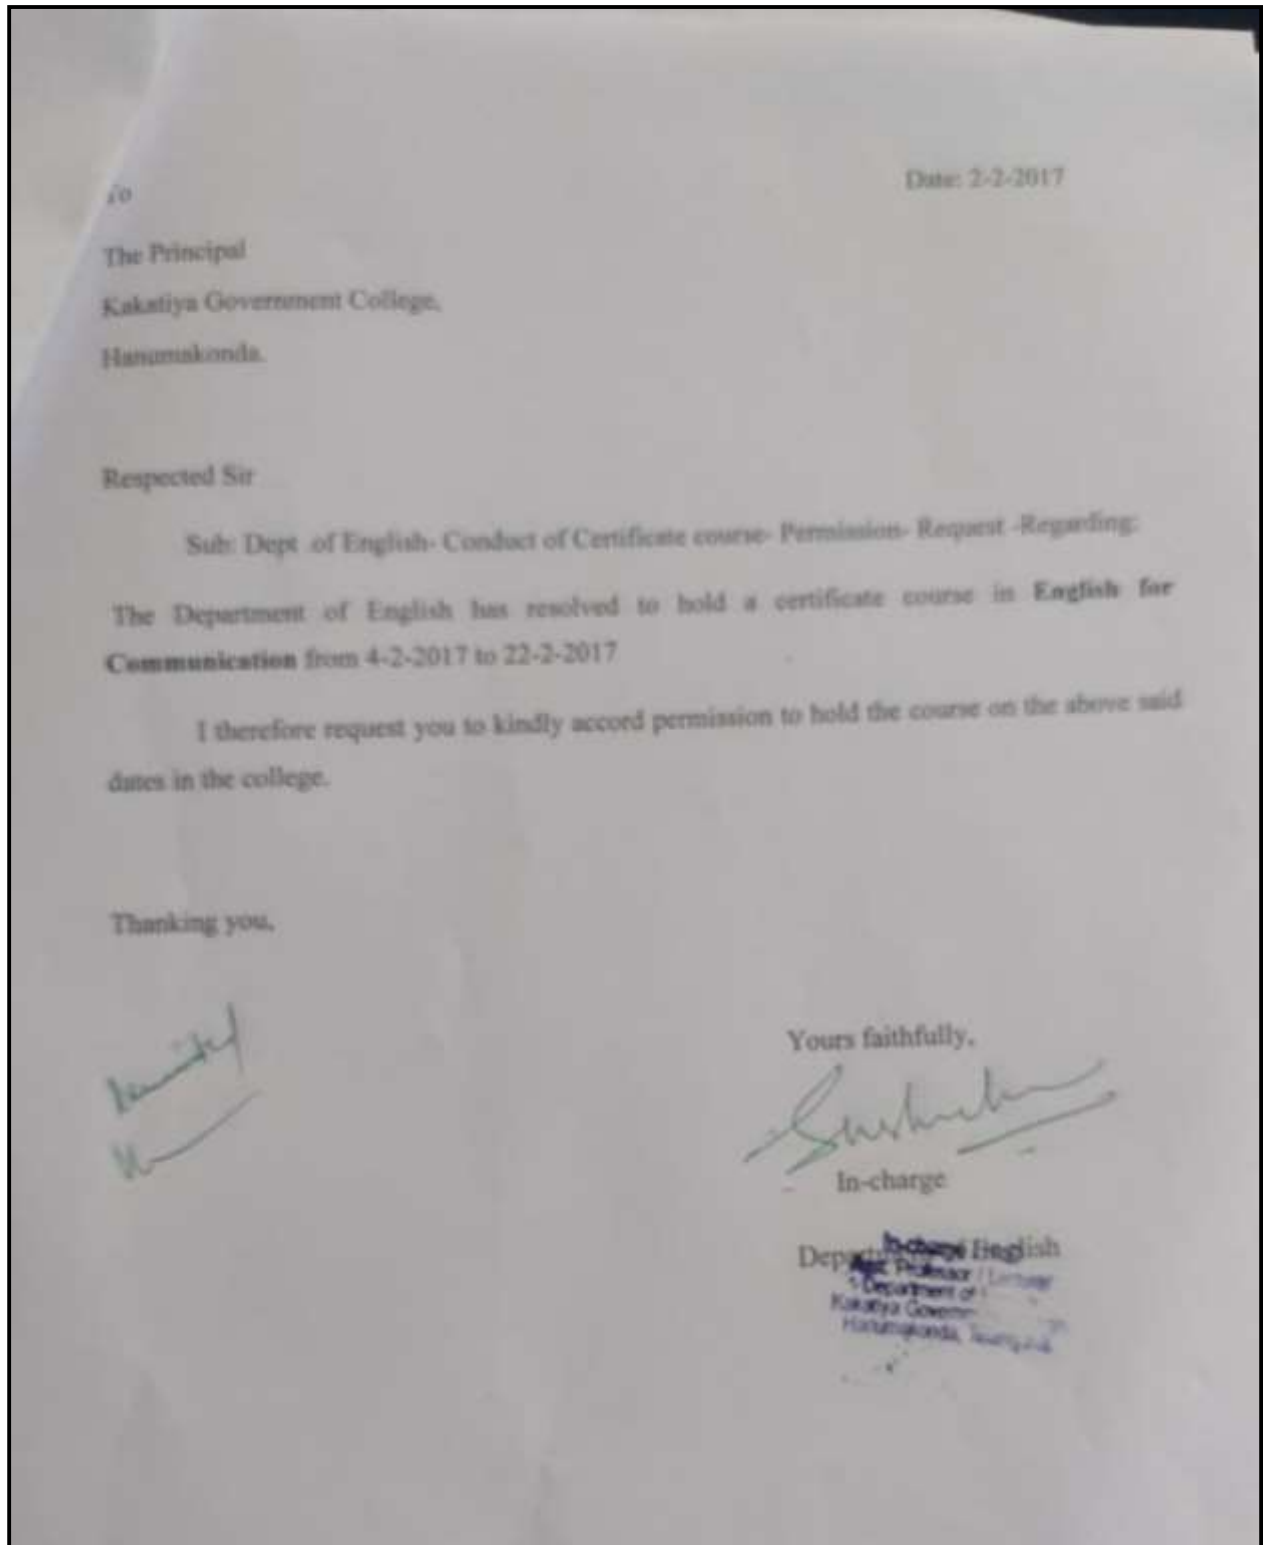 Date: 2-2-2017
To
The Principal
Kakatiya Government College,
Hanumakonda.
Respected Sir
Sub: Dept .of English- Conduct of Certificate course- Permission- Request -Regarding;
The Department of English has resolved to hold a certificate course in English for
Communication from 4-2-2017 to 22-2-2017
I therefore request you to kindly accord permission to hold the course on the above said
dates in the college.
Thanking you,
Yours faithfully,
In-charge
English
In-charge
Professor / Lecturer
Department of
Kakatiya Govern
Hanumakonda,